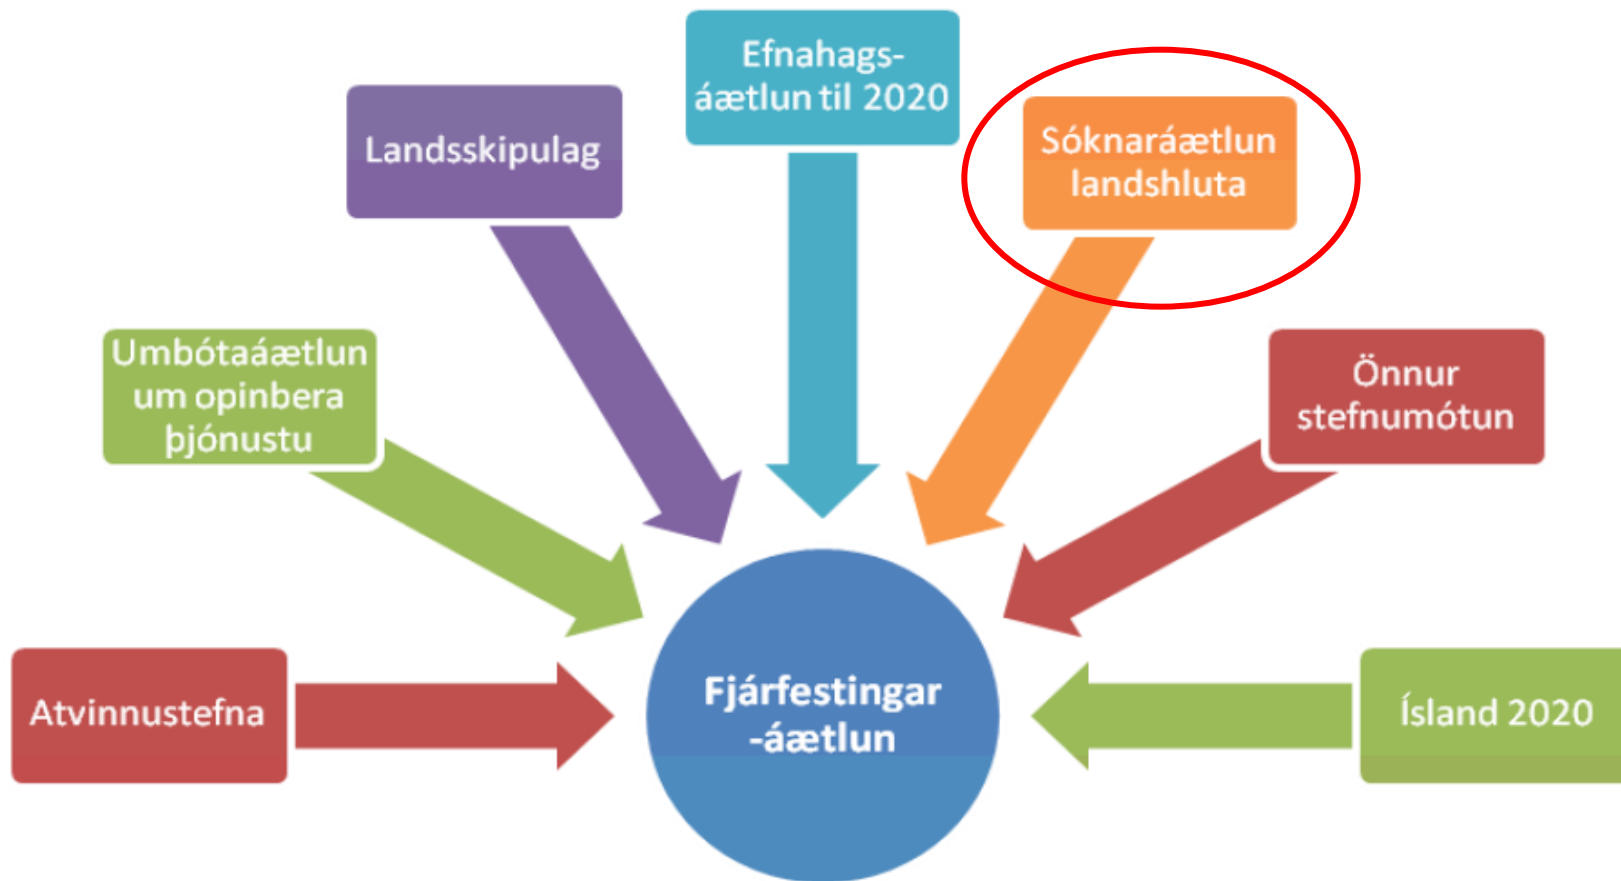 Efnahags-
áætlun til 2020
Landsskipulag
Sóknaráætlun
landshluta
Umbótaáætlun
um opinbera
þjónustu
Önnur
stefnumótun
Atvinnustefna
Fjárfestingar
-áætlun
Ísland 2020